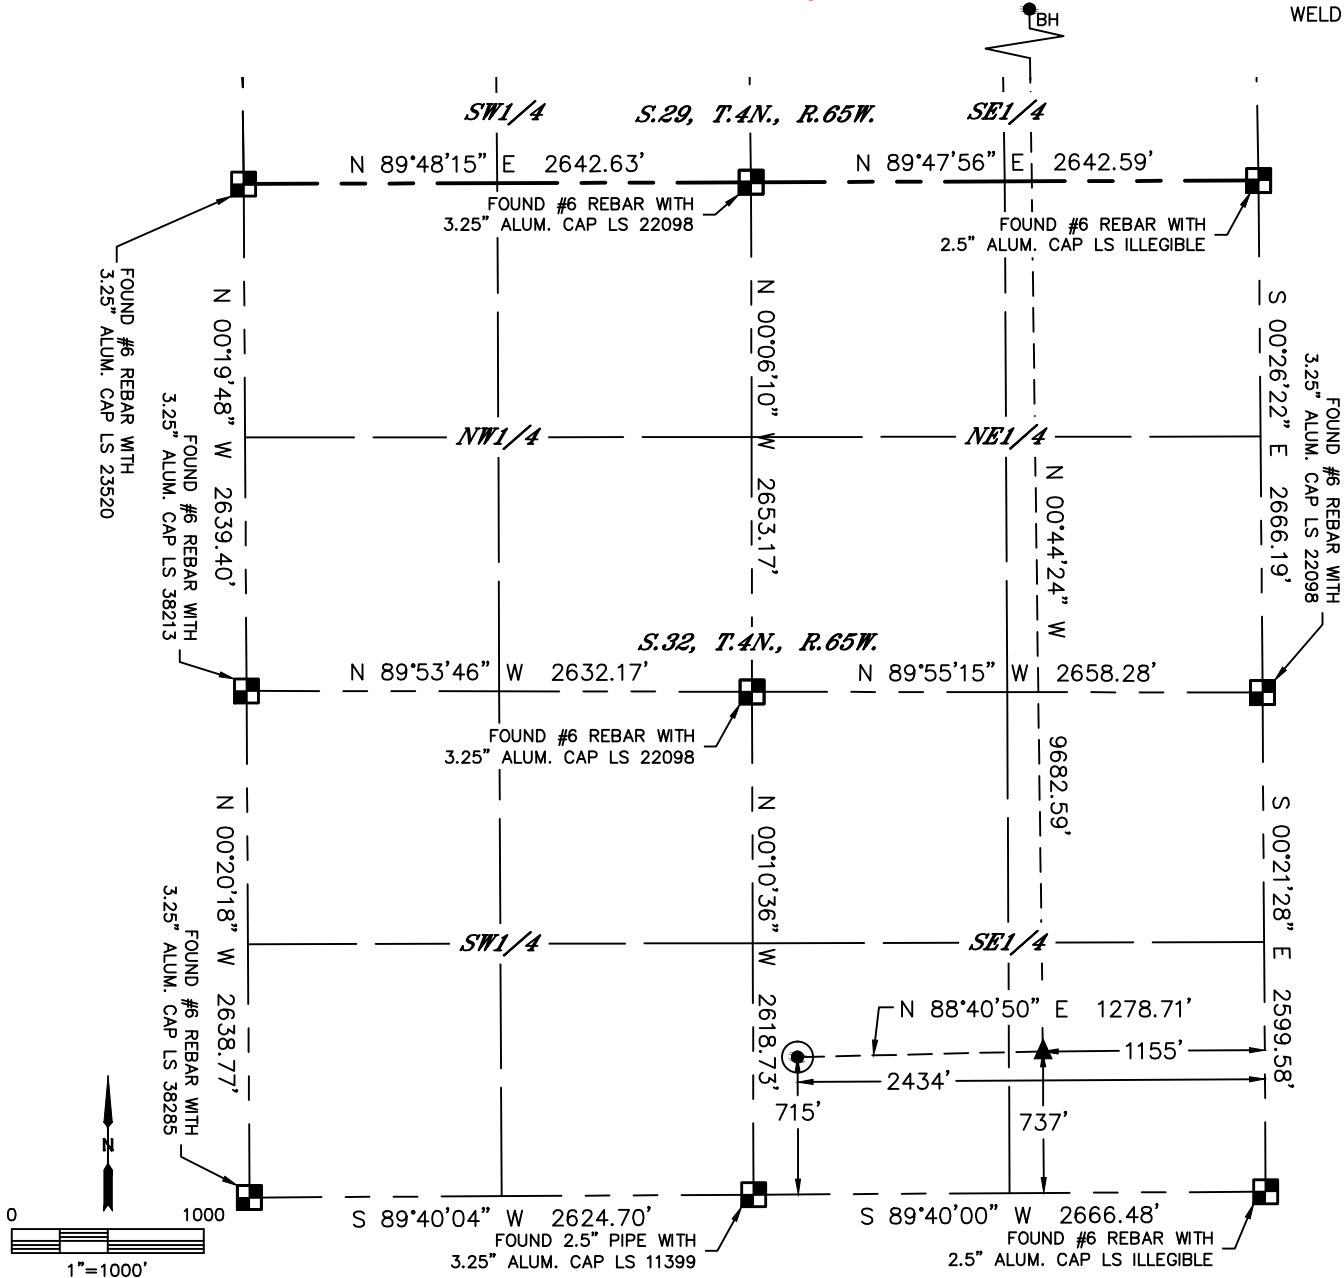 BH
WELD
SW1/4
S.29, T.4N., R.65W.
SE1/4
N 89°48'15" E 2642.63'
N 89°47'56" E 2642.59'
FOUND #6 REBAR WITH
3.25" ALUM. CAP LS 22098
FOUND #6 REBAR WITH
2.5" ALUM. CAP LS ILLEGIBLE
FOUND #6 REBAR WITH
3.25" ALUM. CAP LS 23520
N 00°19'48" W 2639.40'
N 00°06'10" W 2653.17'
S 00°26'22" E 2666.19'
FOUND #6 REBAR WITH
3.25" ALUM. CAP LS 22098
NW1/4
NE1/4
N 00°44'24" W 9682.59'
FOUND #6 REBAR WITH
3.25" ALUM. CAP LS 38213
S.32, T.4N., R.65W.
N 89°53'46" W 2632.17'
N 89°55'15" W 2658.28'
FOUND #6 REBAR WITH
3.25" ALUM. CAP LS 22098
N 00°20'18" W 2638.77'
N 00°10'36" W 2618.73'
S 00°21'28" E 2599.58'
SW1/4
SE1/4
FOUND #6 REBAR WITH
3.25" ALUM. CAP LS 38285
N 88°40'50" E 1278.71'
1155'
2434'
715'
737'
N
0 1000
1"=1000'
S 89°40'04" W 2624.70'
S 89°40'00" W 2666.48'
FOUND 2.5" PIPE WITH
3.25" ALUM. CAP LS 11399
FOUND #6 REBAR WITH
2.5" ALUM. CAP LS ILLEGIBLE